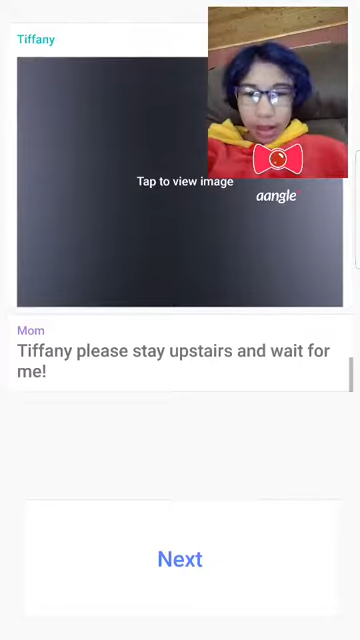 Tiffany
Tap to view image
aangle
Mom
Tiffany please stay upstairs and wait for
me!
Next